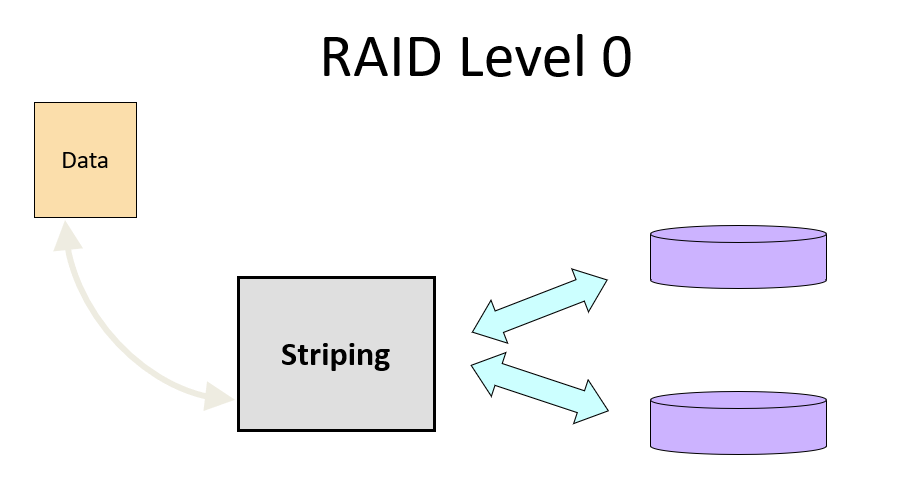 RAID Level 0
Data
Striping